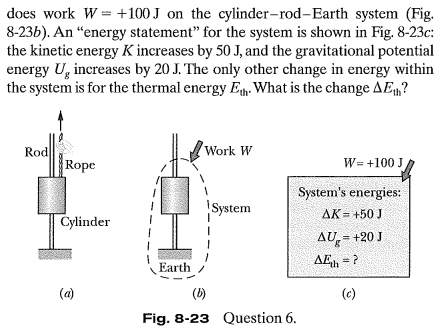 does work W = +100 J on the cylinder–rod–Earth system (Fig.
8-23b). An “energy statement” for the system is shown in Fig. 8-23c:
the kinetic energy K increases by 50 J, and the gravitational potential
energy Ug increases by 20 J. The only other change in energy within
the system is for the thermal energy Eth. What is the change ΔEth?
Rod
Rope
Cylinder
(a)
Work W
System
Earth
(b)
W= +100 J
System's energies:
ΔK= +50 J
ΔUg= +20 J
ΔEth = ?
(c)
Fig. 8-23 Question 6.